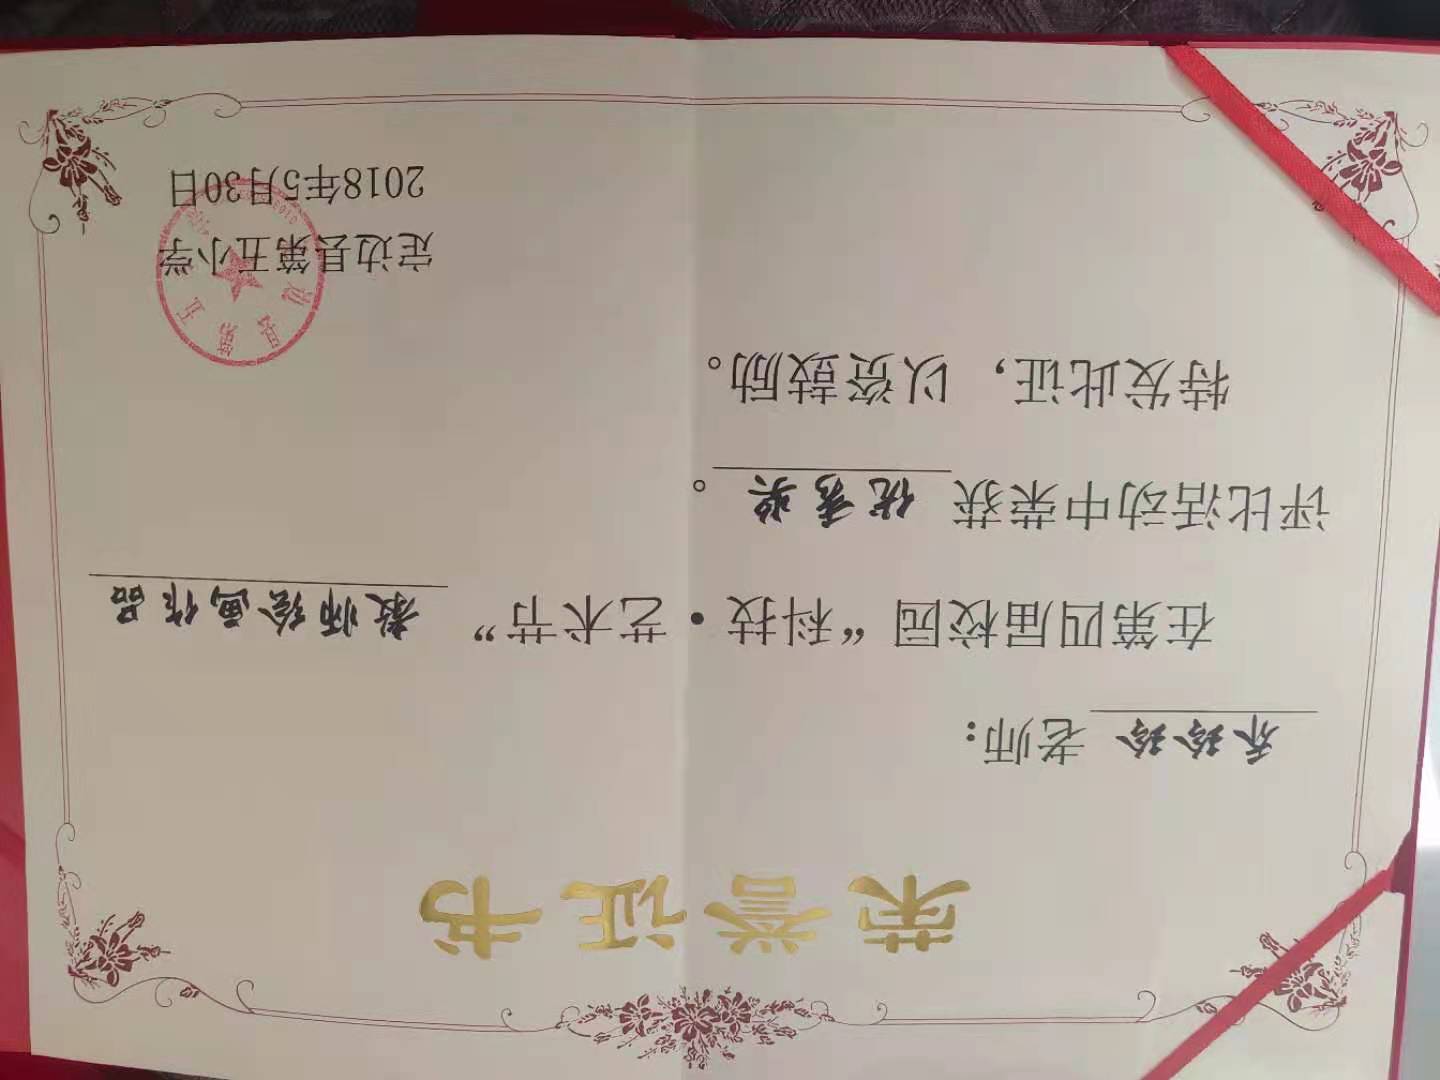 荣誉证书
乔玲玲 老师：
在第四届校园“科技·艺术节” 教师绘画作品
评比活动中荣获 优秀奖 。
特发此证，以资鼓励。
定边县第五小学
2018年5月30日